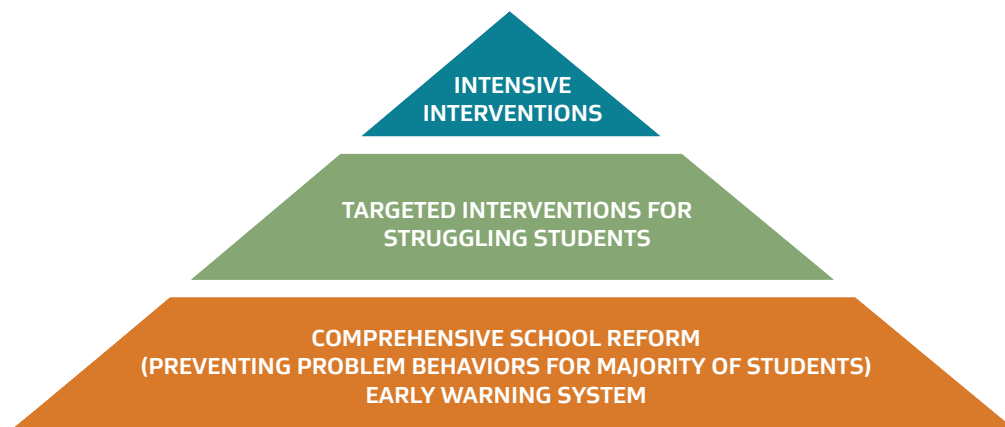 INTENSIVE
INTERVENTIONS
TARGETED INTERVENTIONS FOR
STRUGGLING STUDENTS
COMPREHENSIVE SCHOOL REFORM
(PREVENTING PROBLEM BEHAVIORS FOR MAJORITY OF STUDENTS)
EARLY WARNING SYSTEM